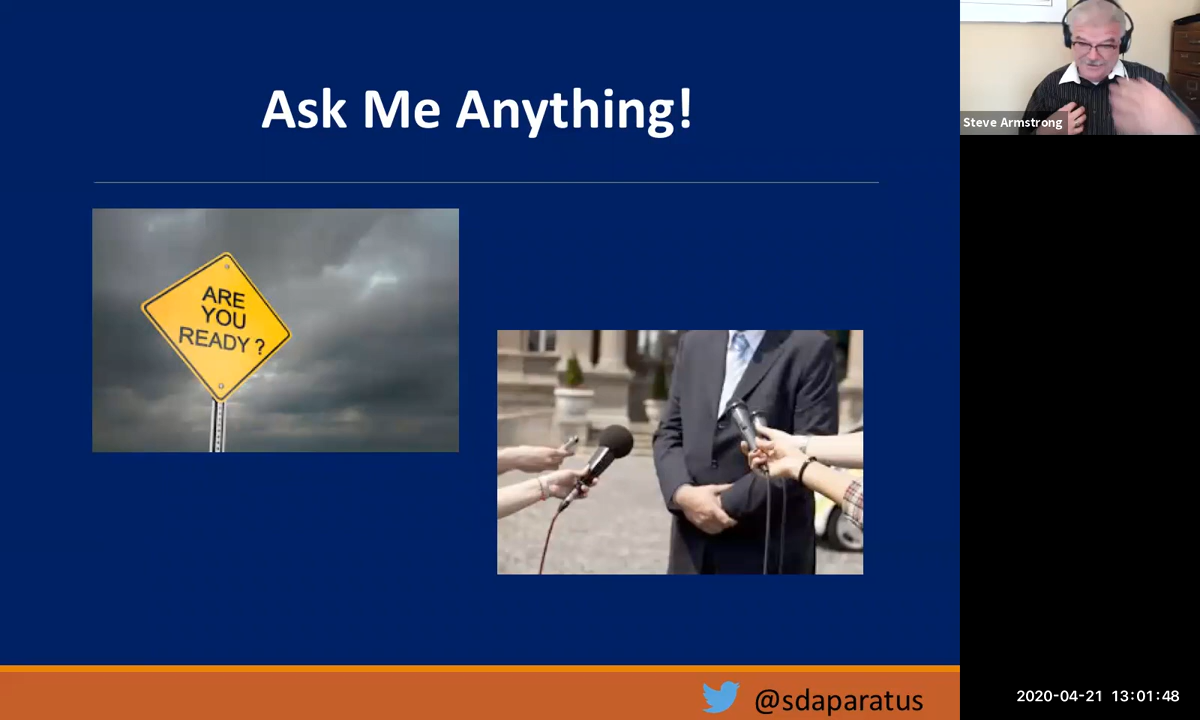 Ask Me Anything!
ARE
YOU
READY?
@sdaparatus
Steve Armstrong
2020-04-21 13:01:48